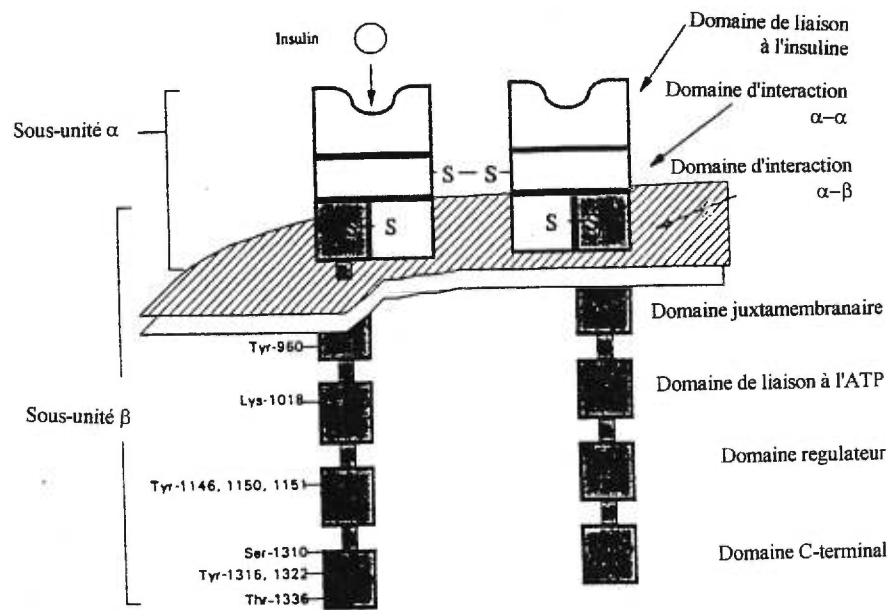 Insulin
Domaine de liaison
à l'insuline
Domaine d'interaction
α–α
Sous-unité α
S – S
Domaine d'interaction
α–β
S
S
Domaine juxtamembranaire
Tyr-960
Domaine de liaison à l'ATP
Lys-1018
Sous-unité β
Domaine regulateur
Tyr-1146, 1150, 1151
Ser-1310
Domaine C-terminal
Tyr-1316, 1322
Thr-1336